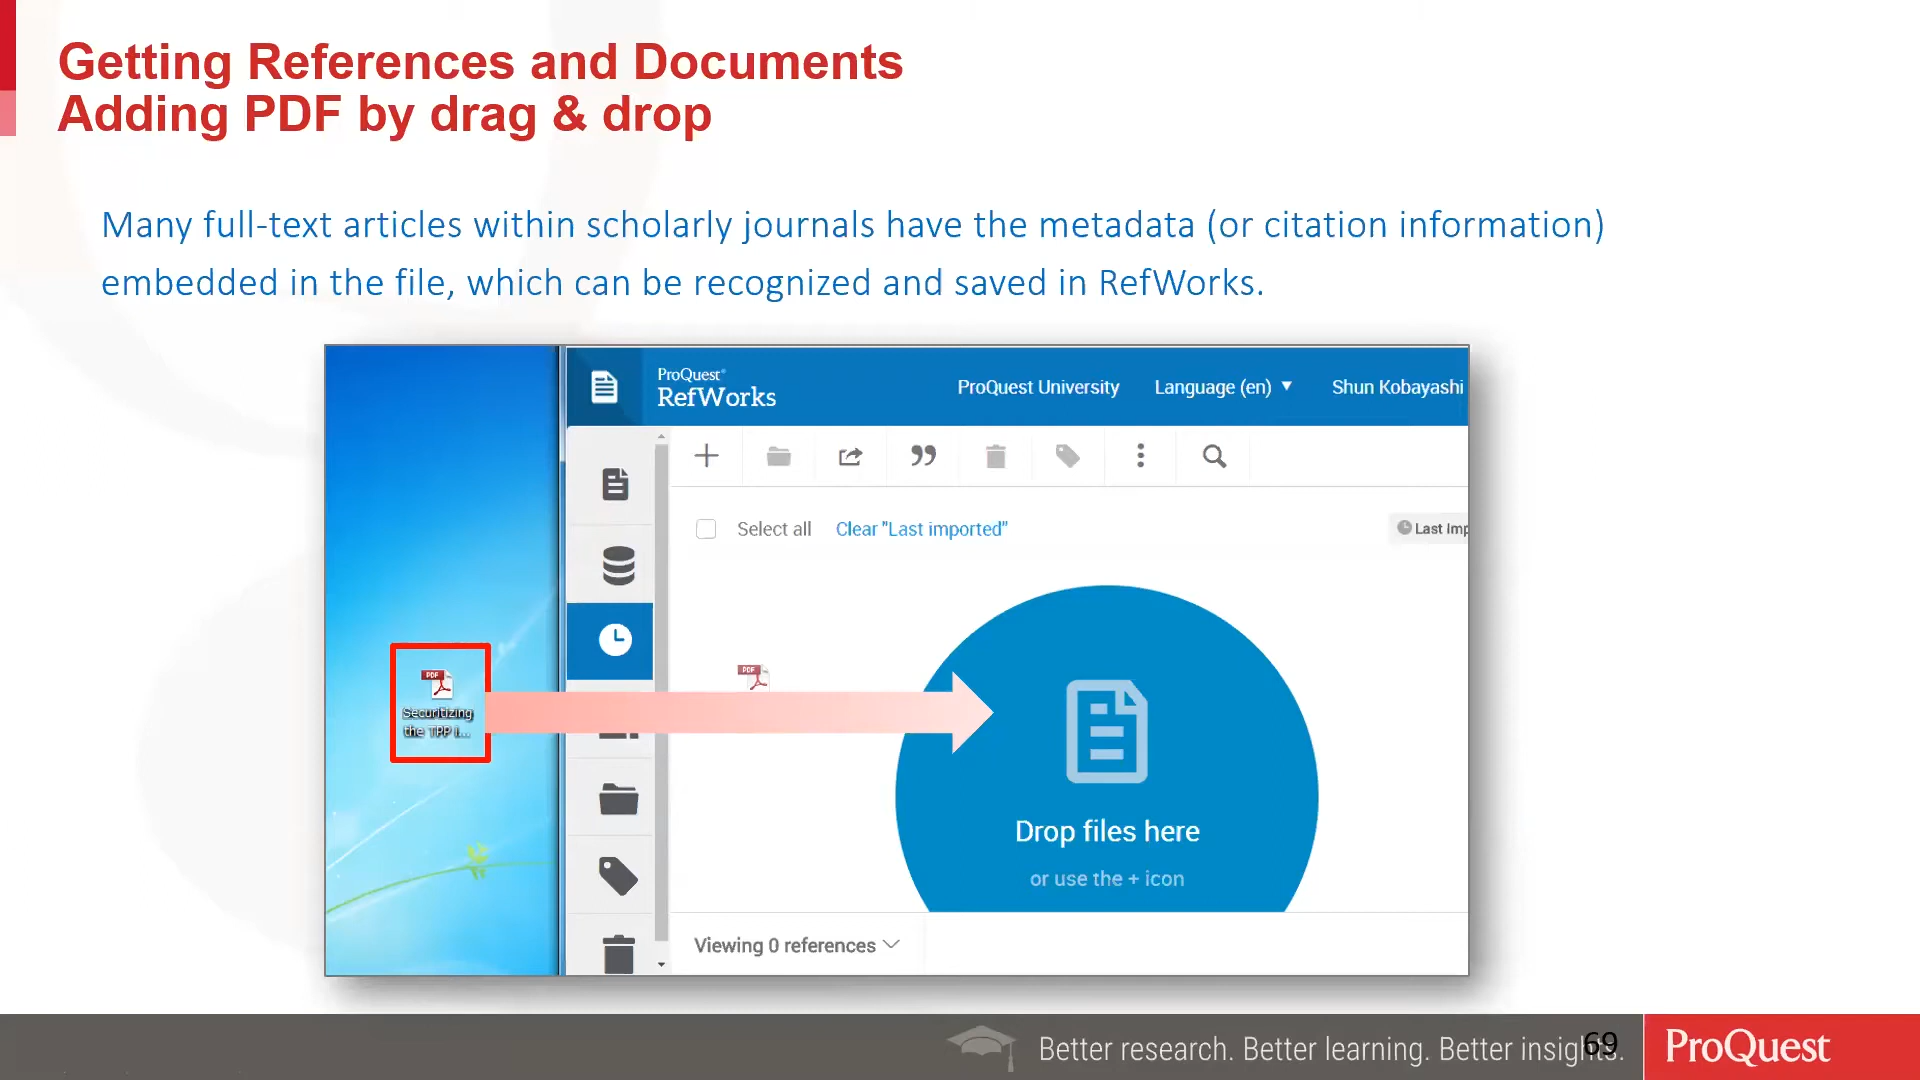 Getting References and Documents
Adding PDF by drag & drop
Many full-text articles within scholarly journals have the metadata (or citation information)
embedded in the file, which can be recognized and saved in RefWorks.
ProQuest®
RefWorks
ProQuest University
Language (en)
Shun Kobayashi
Select all
Clear "Last imported"
Last imp
PDF
Securitizing
the TPP i...
PDF
Drop files here
or use the + icon
Viewing 0 references
Better research. Better learning. Better insights.
69
ProQuest